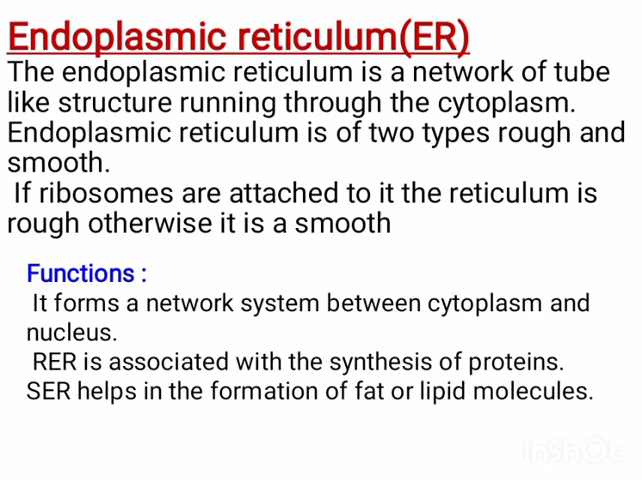 Endoplasmic reticulum(ER)
The endoplasmic reticulum is a network of tube
like structure running through the cytoplasm.
Endoplasmic reticulum is of two types rough and
smooth.
If ribosomes are attached to it the reticulum is
rough otherwise it is a smooth
Functions :
It forms a network system between cytoplasm and
nucleus.
RER is associated with the synthesis of proteins.
SER helps in the formation of fat or lipid molecules.
InShOt